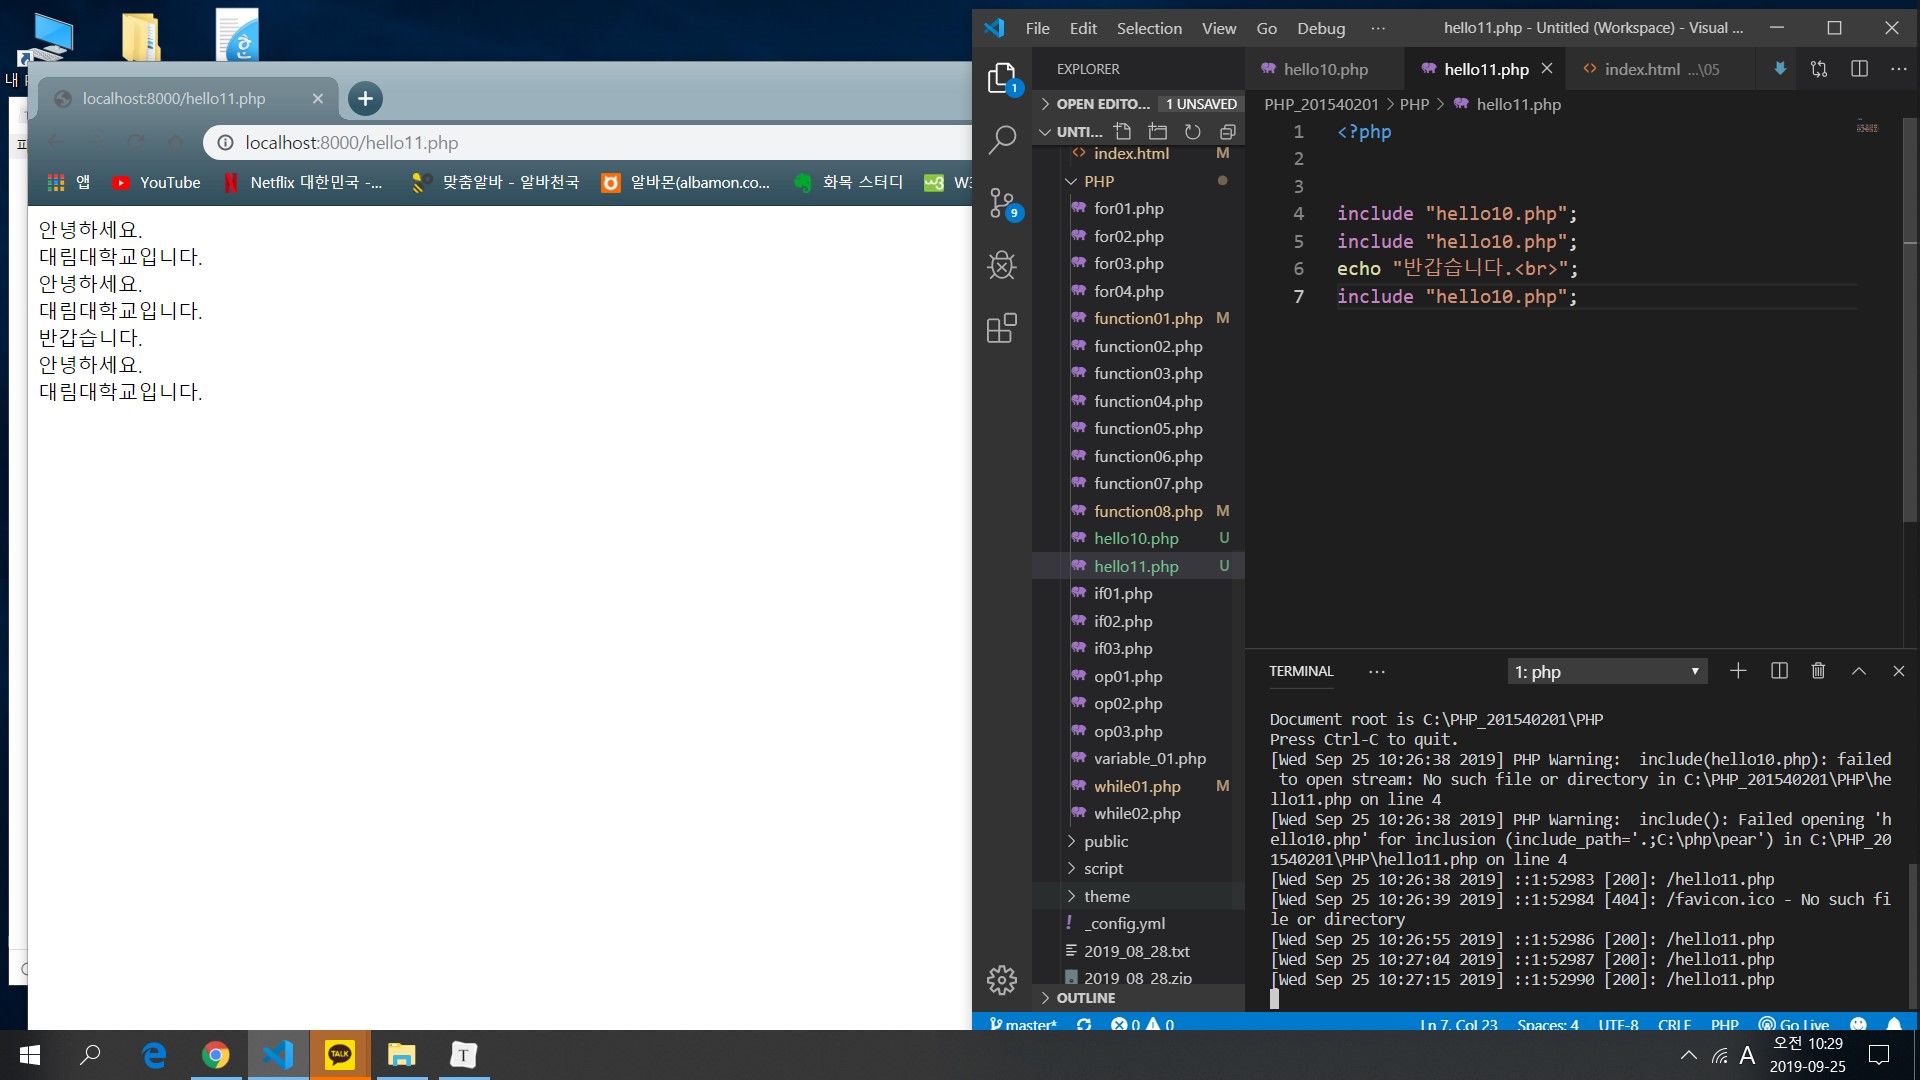 내
localhost:8000/hello11.php
localhost:8000/hello11.php
앱
YouTube
Netflix 대한민국 -...
맞춤알바 - 알바천국
알바몬(albamon.co...
화목 스터디
안녕하세요.
대림대학교입니다.
안녕하세요.
대림대학교입니다.
반갑습니다.
안녕하세요.
대림대학교입니다.
File Edit Selection View Go Debug ···
hello11.php - Untitled (Workspace) - Visual ...
EXPLORER
hello10.php
hello11.php
index.html ...\05
OPEN EDITO... 1 UNSAVED
UNTI...
PHP_201540201 > PHP > hello11.php
index.html M
PHP
for01.php
for02.php
for03.php
for04.php
function01.php M
function02.php
function03.php
function04.php
function05.php
function06.php
function07.php
function08.php M
hello10.php U
hello11.php U
if01.php
if02.php
if03.php
op01.php
op02.php
op03.php
variable_01.php
while01.php M
while02.php
public
script
theme
_config.yml
2019_08_28.txt
2019_08_28.zip
OUTLINE
1
9
1 <?php
2
3
4 include "hello10.php";
5 include "hello10.php";
6 echo "반갑습니다.<br>";
7 include "hello10.php";
TERMINAL ··· 1: php
Document root is C:\PHP_201540201\PHP
Press Ctrl-C to quit.
[Wed Sep 25 10:26:38 2019] PHP Warning:  include(hello10.php): failed
 to open stream: No such file or directory in C:\PHP_201540201\PHP\he
llo11.php on line 4
[Wed Sep 25 10:26:38 2019] PHP Warning:  include(): Failed opening 'h
ello10.php' for inclusion (include_path='.;C:\php\pear') in C:\PHP_20
1540201\PHP\hello11.php on line 4
[Wed Sep 25 10:26:38 2019] ::1:52983 [200]: /hello11.php
[Wed Sep 25 10:26:39 2019] ::1:52984 [404]: /favicon.ico - No such fi
le or directory
[Wed Sep 25 10:26:55 2019] ::1:52986 [200]: /hello11.php
[Wed Sep 25 10:27:04 2019] ::1:52987 [200]: /hello11.php
[Wed Sep 25 10:27:15 2019] ::1:52990 [200]: /hello11.php
master* 0 0 Ln 7, Col 23 Spaces: 4 UTF-8 CRLF PHP Go Live
TALK
T
A
오전 10:29
2019-09-25